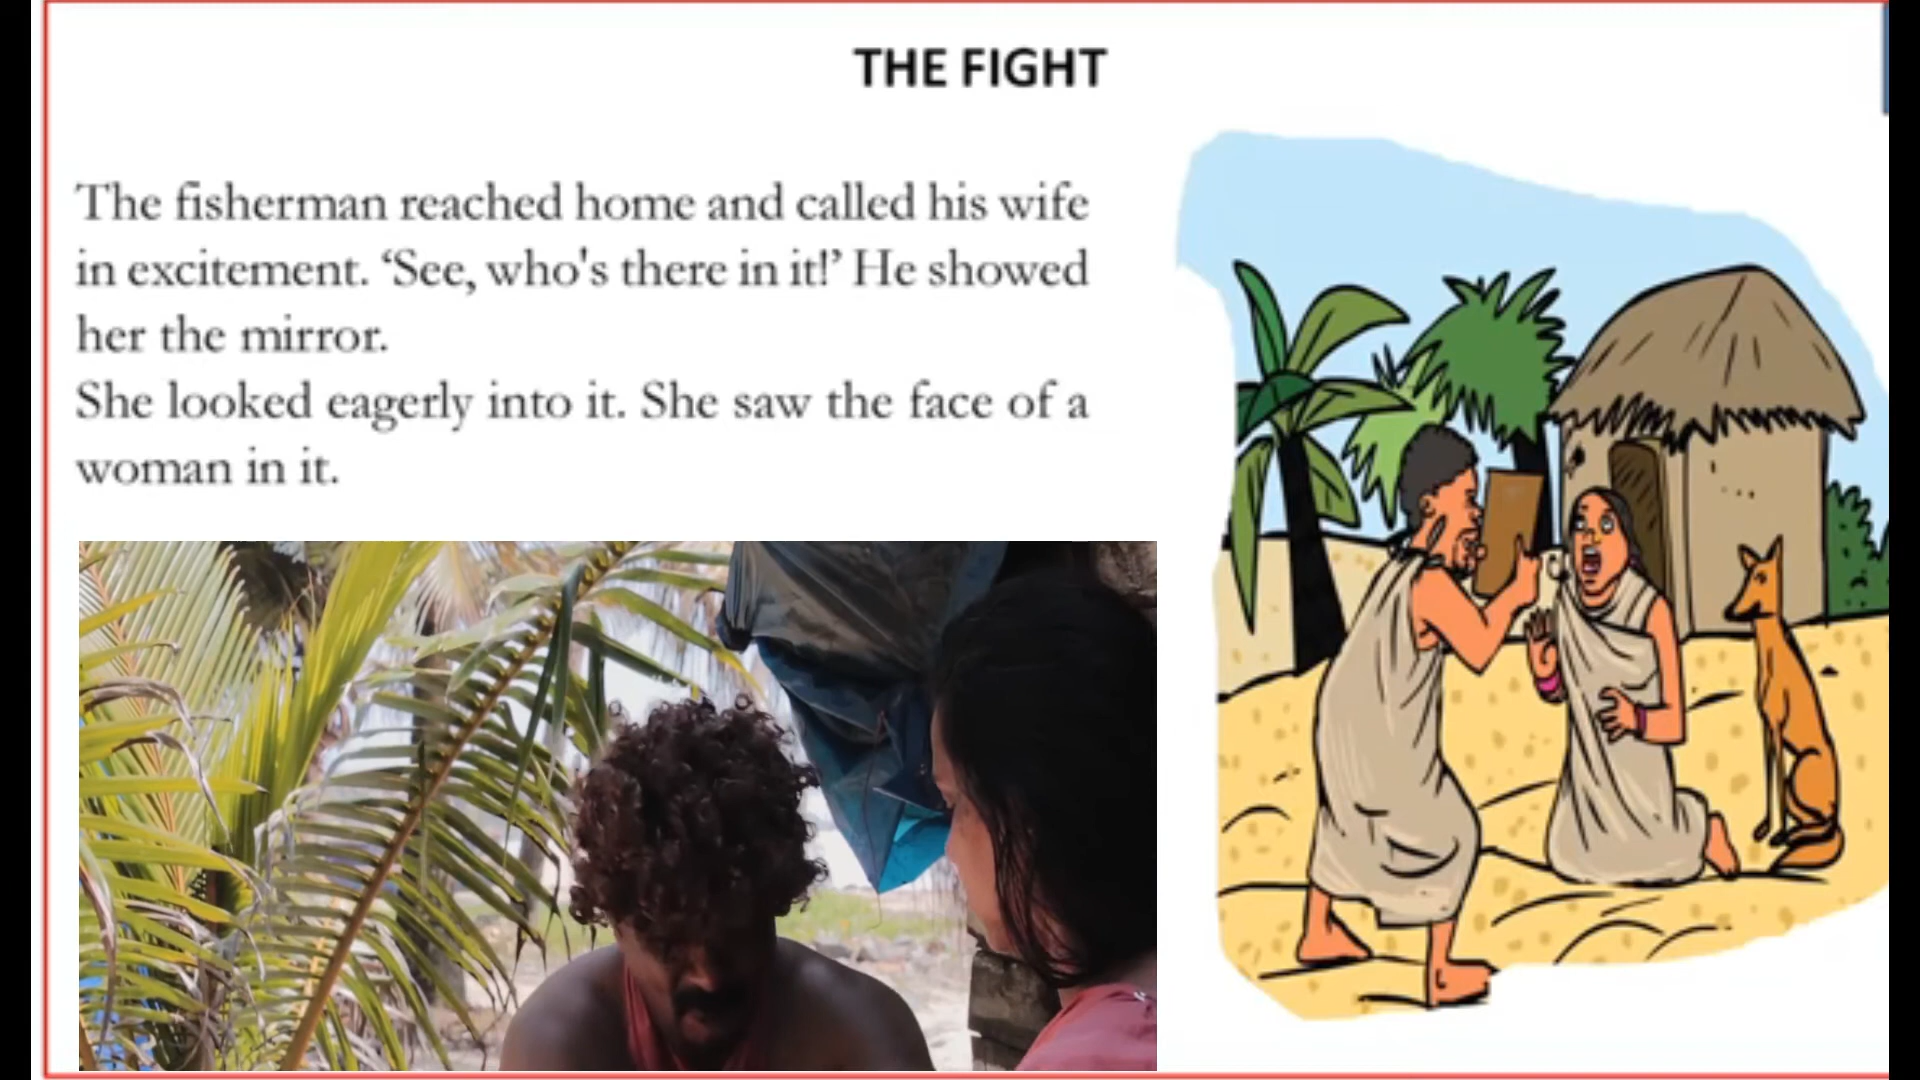 THE FIGHT
The fisherman reached home and called his wife
in excitement. ‘See, who's there in it!’ He showed
her the mirror.
She looked eagerly into it. She saw the face of a
woman in it.